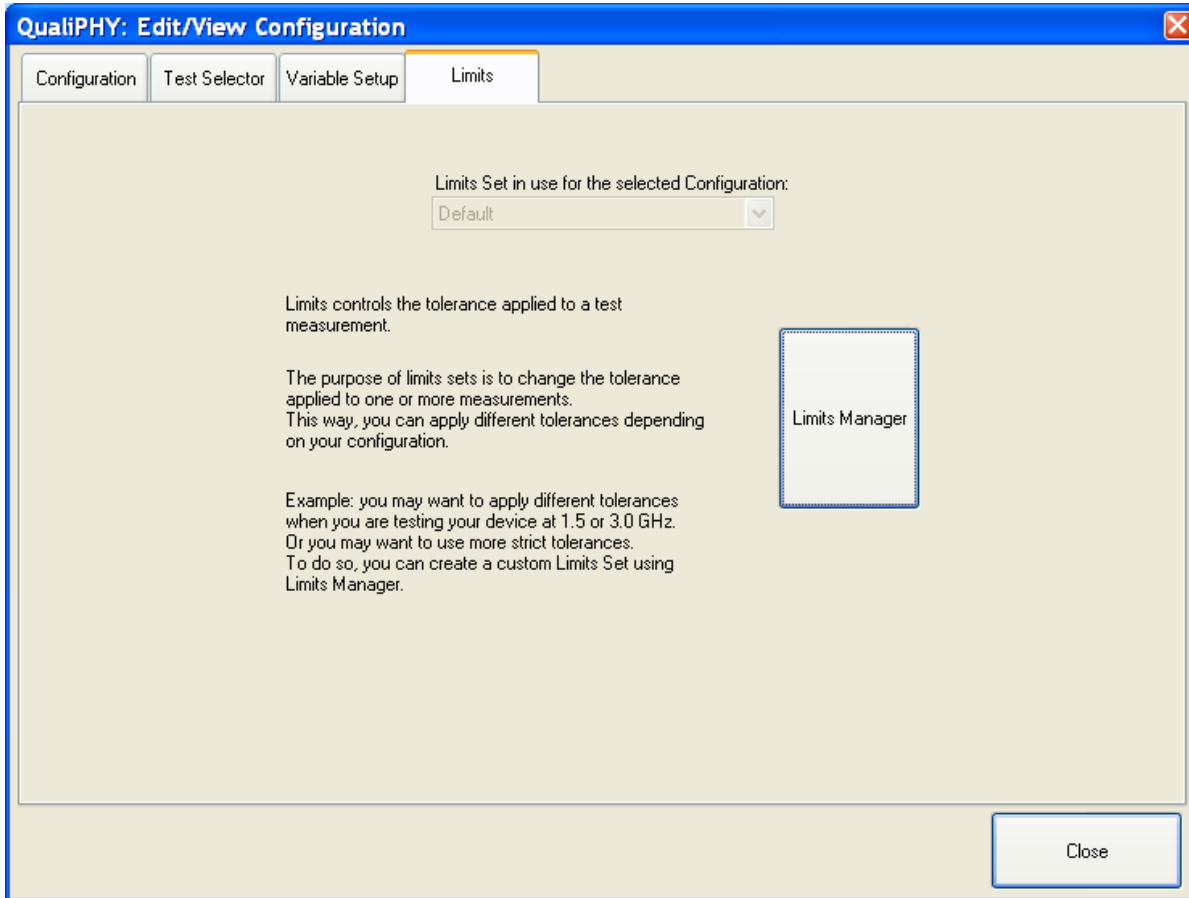 QualiPHY: Edit/View Configuration
Configuration
Test Selector
Variable Setup
Limits
Limits Set in use for the selected Configuration:
Default
Limits controls the tolerance applied to a test
measurement.
The purpose of limits sets is to change the tolerance
applied to one or more measurements.
This way, you can apply different tolerances depending
on your configuration.
Limits Manager
Example: you may want to apply different tolerances
when you are testing your device at 1.5 or 3.0 GHz.
Or you may want to use more strict tolerances.
To do so, you can create a custom Limits Set using
Limits Manager.
Close